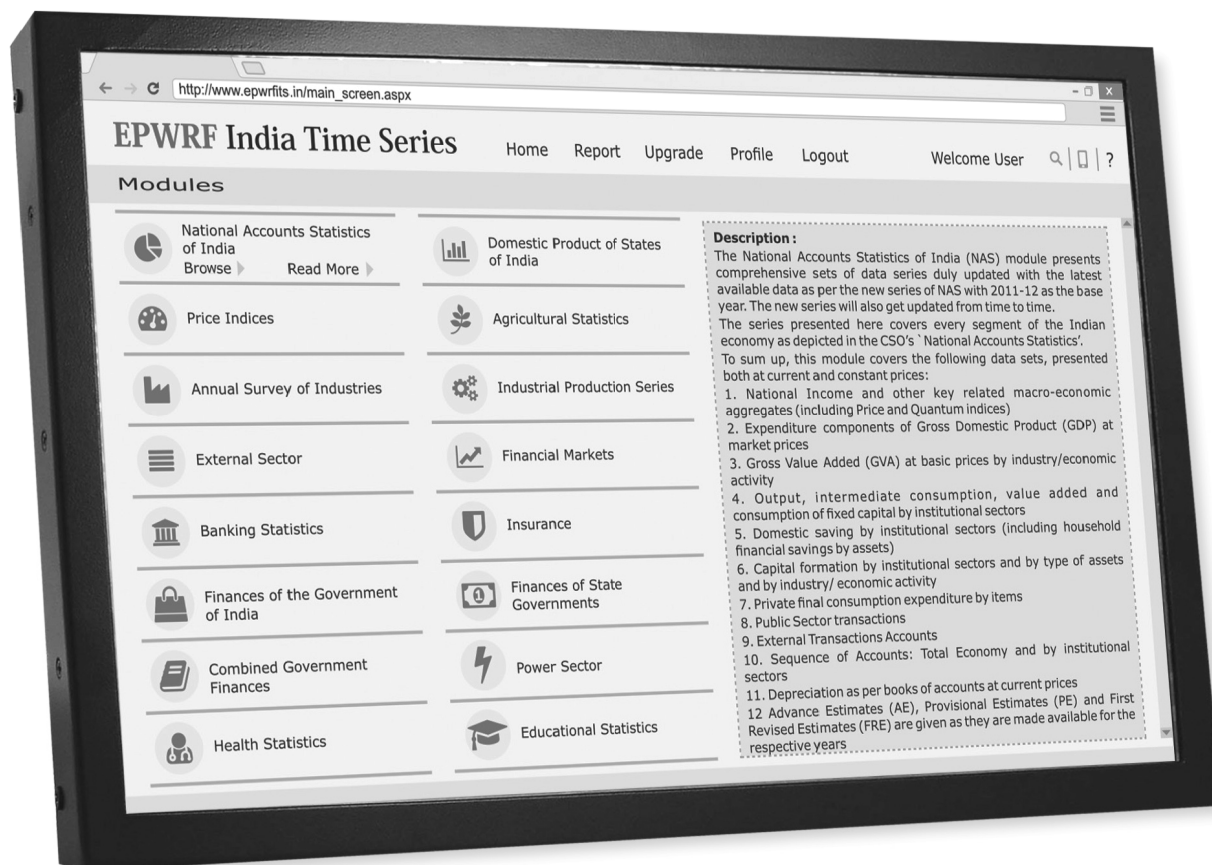 http://www.epwrfits.in/main_screen.aspx
EPWRF India Time Series
Home Report Upgrade Profile Logout Welcome User ?
Modules
National Accounts Statistics
of India
Browse Read More
Domestic Product of States
of India
Price Indices
Agricultural Statistics
Annual Survey of Industries
Industrial Production Series
External Sector
Financial Markets
Banking Statistics
Insurance
Finances of the Government
of India
Finances of State
Governments
Combined Government
Finances
Power Sector
Health Statistics
Educational Statistics
Description :
The National Accounts Statistics of India (NAS) module presents
comprehensive sets of data series duly updated with the latest
available data as per the new series of NAS with 2011-12 as the base
year. The new series will also get updated from time to time.
The series presented here covers every segment of the Indian
economy as depicted in the CSO's `National Accounts Statistics'.
To sum up, this module covers the following data sets, presented
both at current and constant prices:
1. National Income and other key related macro-economic
aggregates (including Price and Quantum indices)
2. Expenditure components of Gross Domestic Product (GDP) at
market prices
3. Gross Value Added (GVA) at basic prices by industry/economic
activity
4. Output, intermediate consumption, value added and
consumption of fixed capital by institutional sectors
5. Domestic saving by institutional sectors (including household
financial savings by assets)
6. Capital formation by institutional sectors and by type of assets
and by industry/ economic activity
7. Private final consumption expenditure by items
8. Public Sector transactions
9. External Transactions Accounts
10. Sequence of Accounts: Total Economy and by institutional
sectors
11. Depreciation as per books of accounts at current prices
12 Advance Estimates (AE), Provisional Estimates (PE) and First
Revised Estimates (FRE) are given as they are made available for the
respective years